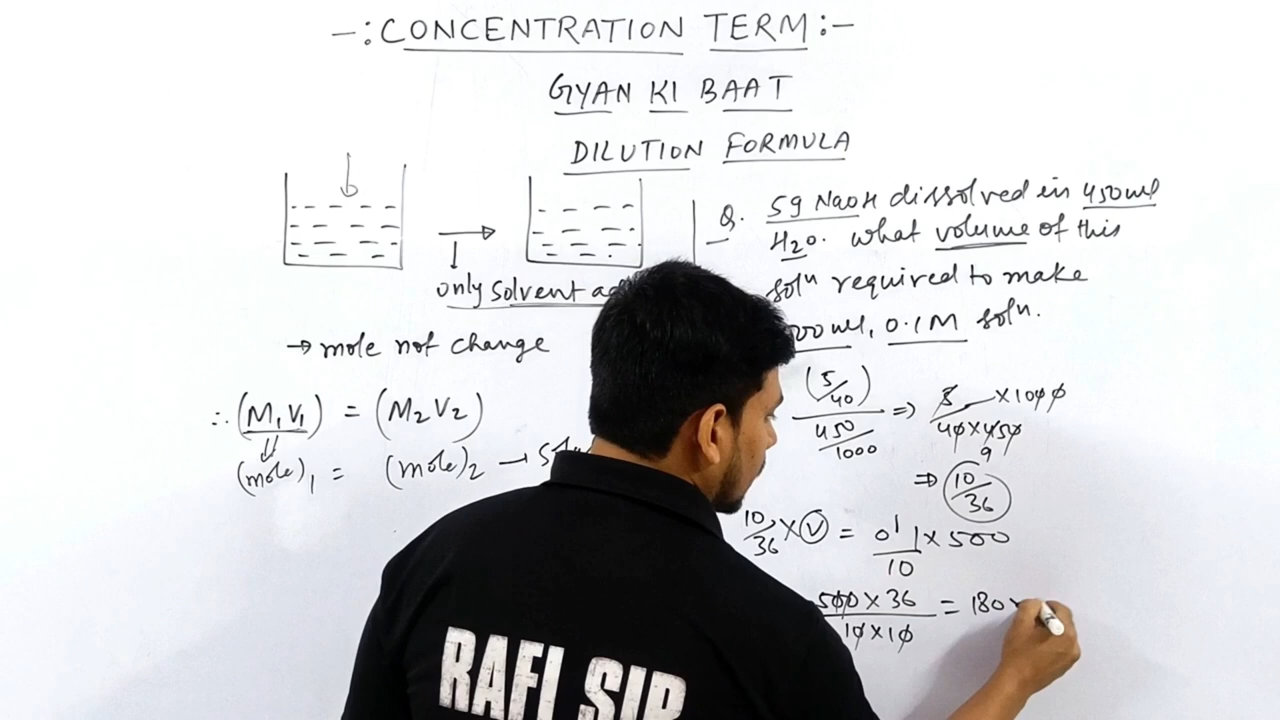 -: CONCENTRATION TERM :-
GYAN KI BAAT
DILUTION FORMULA
only solvent
→ mole not change
∴ (M1V1) = (M2V2)
(mole)1 = (mole)2 →
Q. 5g NaOH dissolved in 450ml
H2O. what volume of this
soln required to make
00ml, 0.1M soln.
(5/40) / (450/1000) ⇒ 5 × 1000 / 40×450
9
⇒ 10/36
10/36 × V = 01/10 × 500
500 × 36 / 10 × 10 = 180
RAFI SIR